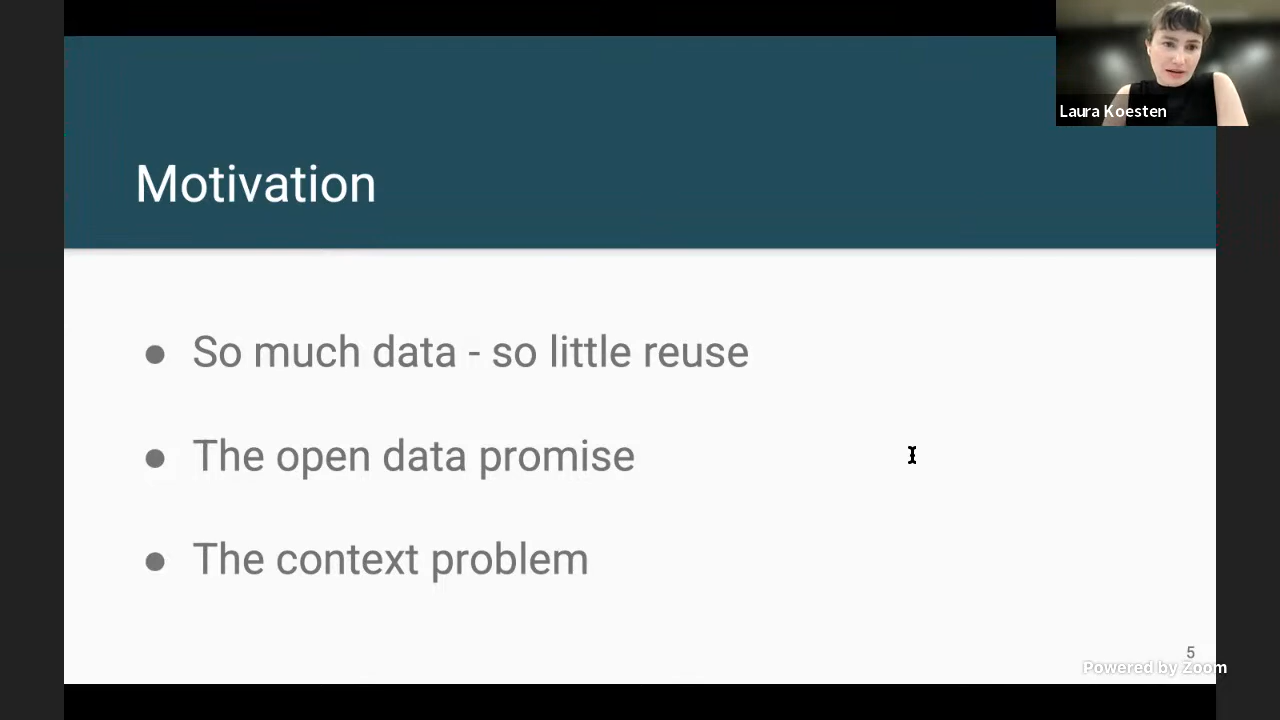 Laura Koesten
Motivation
● So much data - so little reuse
● The open data promise
● The context problem
5
Powered by Zoom